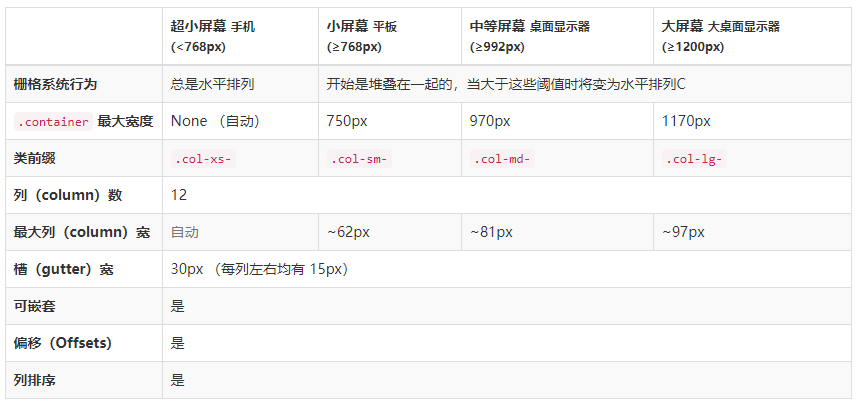 超小屏幕 手机 小屏幕 平板 中等屏幕 桌面显示器 大屏幕 大桌面显示器
(<768px) (≥768px) (≥992px) (≥1200px)
栅格系统行为 总是水平排列 开始是堆叠在一起的，当大于这些阈值时将变为水平排列C
.container 最大宽度 None （自动） 750px 970px 1170px
类前缀 .col-xs- .col-sm- .col-md- .col-lg-
列（column）数 12
最大列（column）宽 自动 ~62px ~81px ~97px
槽（gutter）宽 30px （每列左右均有 15px）
可嵌套 是
偏移（Offsets） 是
列排序 是